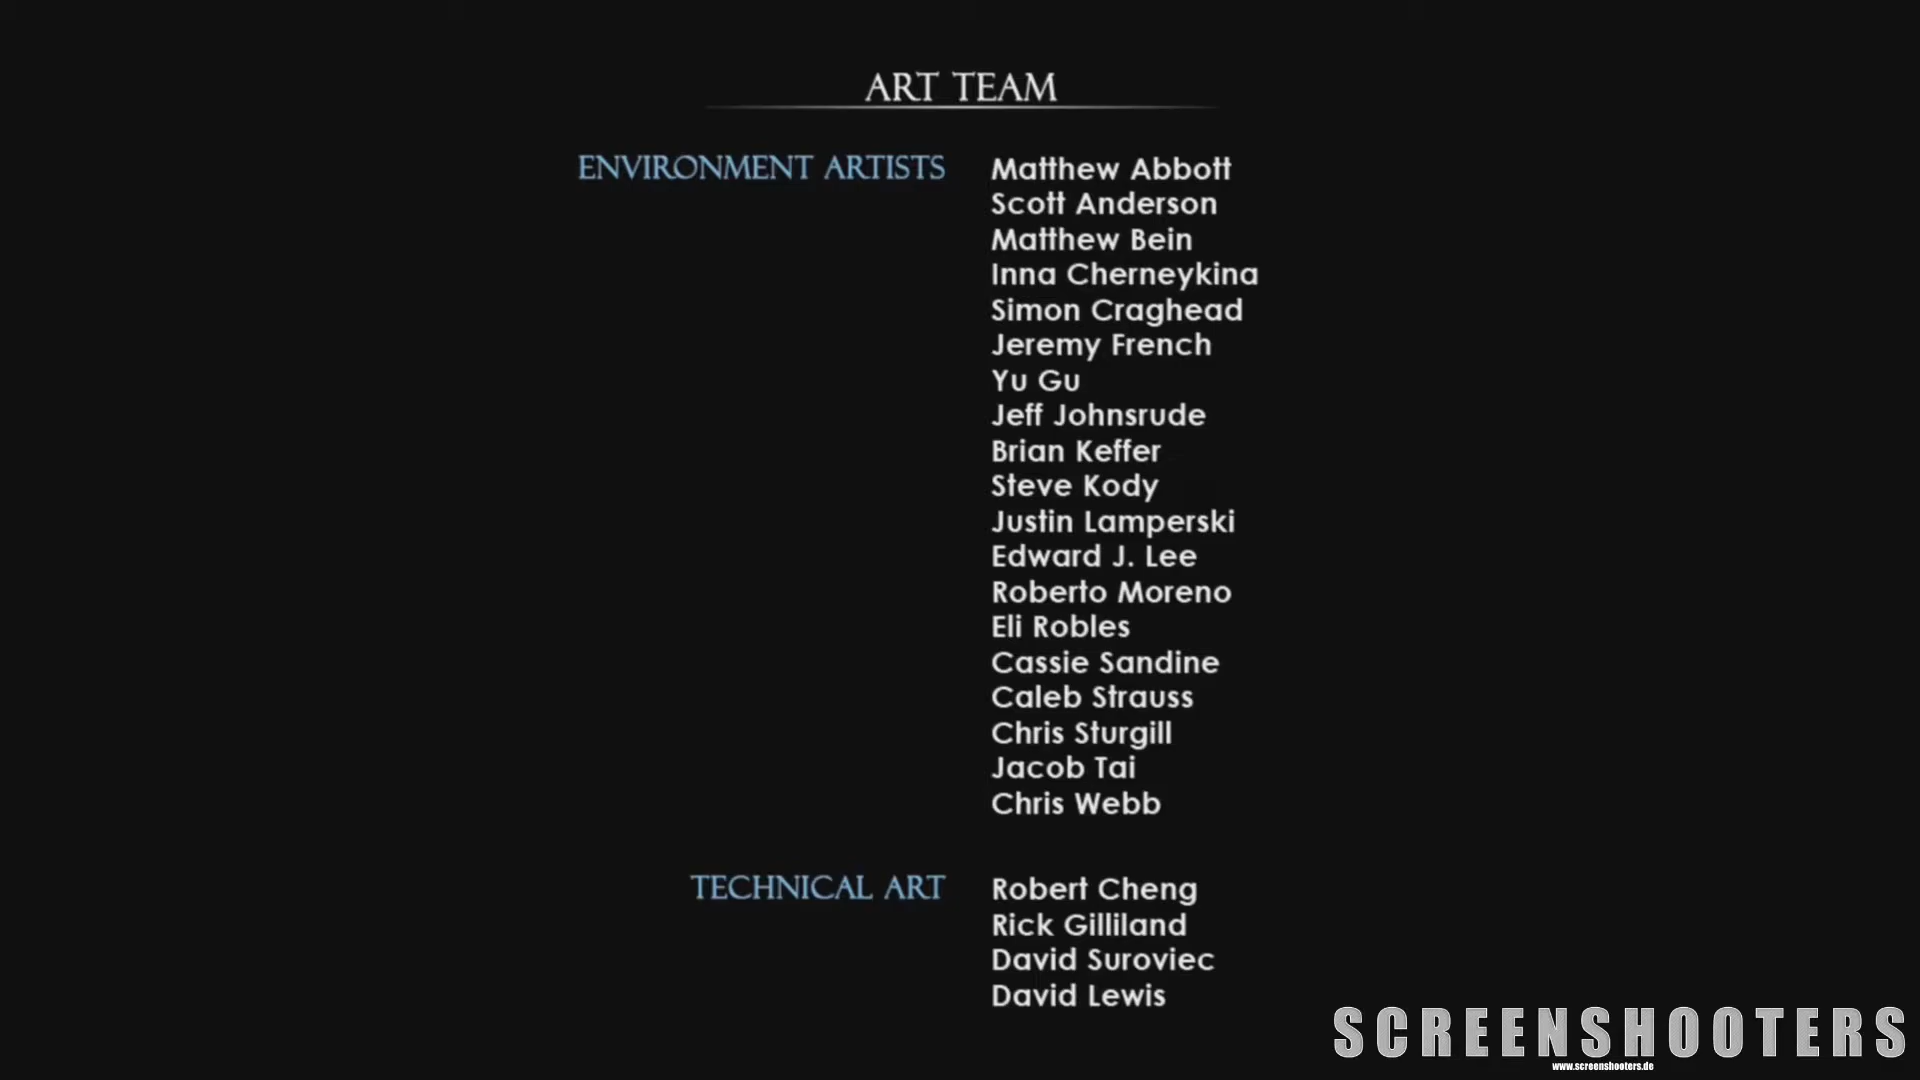 ART TEAM
ENVIRONMENT ARTISTS Matthew Abbott
Scott Anderson
Matthew Bein
Inna Cherneykina
Simon Craghead
Jeremy French
Yu Gu
Jeff Johnsrude
Brian Keffer
Steve Kody
Justin Lamperski
Edward J. Lee
Roberto Moreno
Eli Robles
Cassie Sandine
Caleb Strauss
Chris Sturgill
Jacob Tai
Chris Webb
TECHNICAL ART Robert Cheng
Rick Gilliland
David Suroviec
David Lewis
SCREENSHOOTERS
www.screenshooters.de